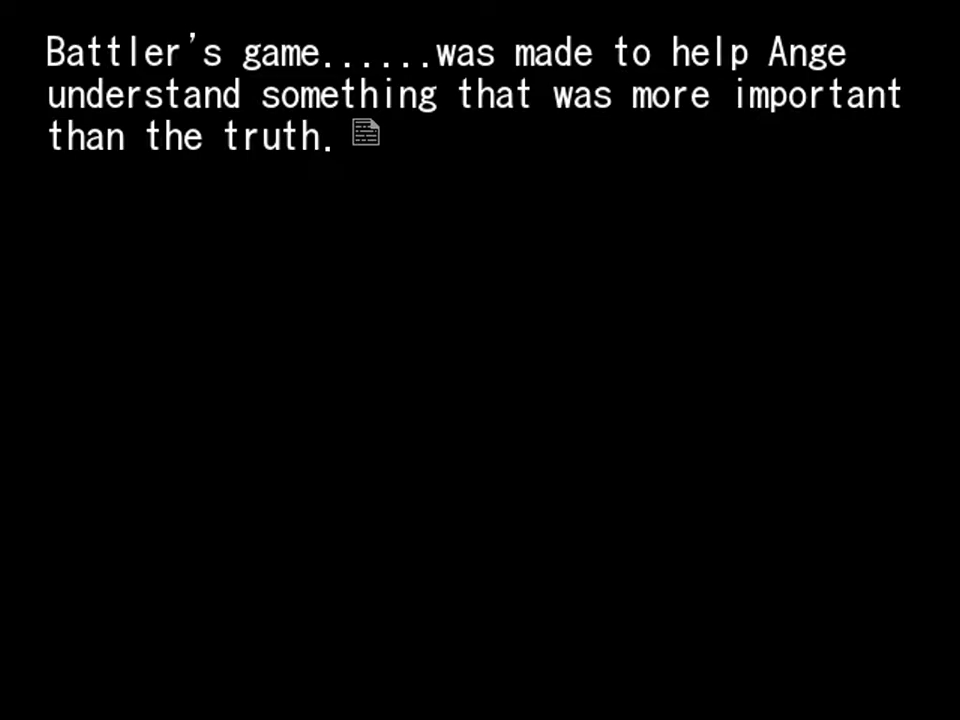 Battler's game......was made to help Ange
understand something that was more important
than the truth.